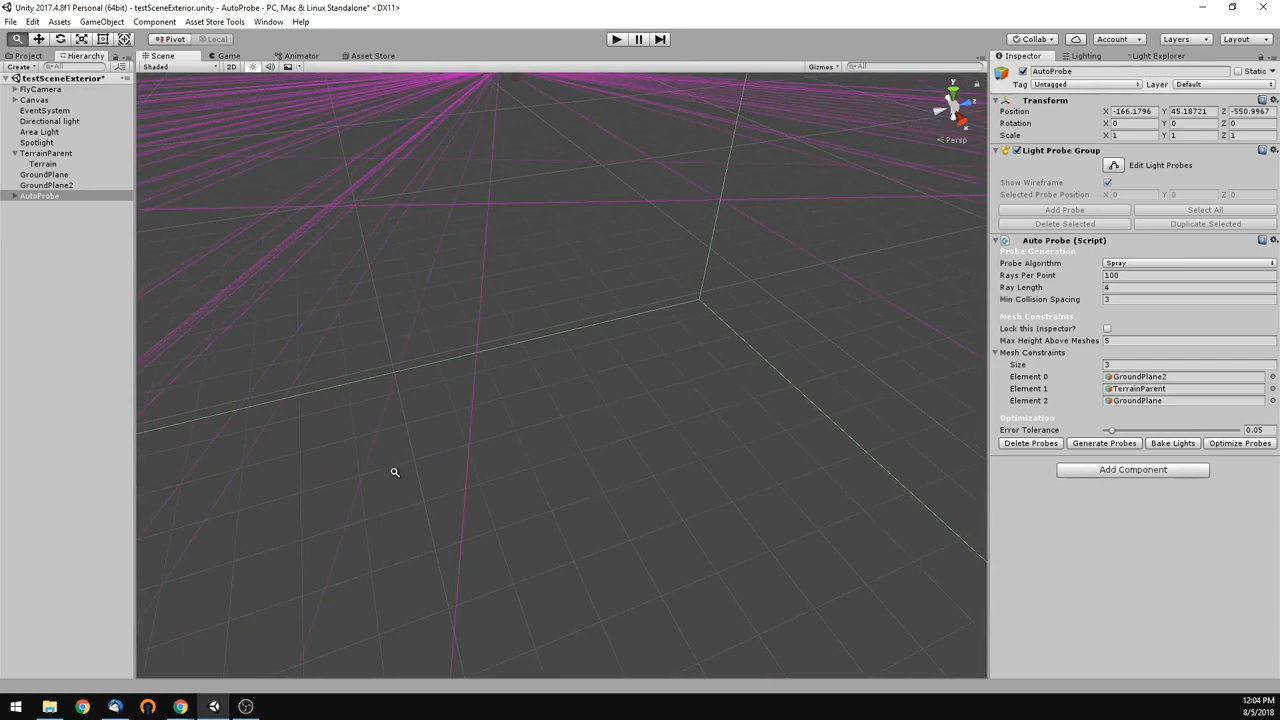 Unity 2017.4.8f1 Personal (64bit) - testSceneExterior.unity - AutoProbe - PC, Mac & Linux Standalone* <DX11>
File Edit Assets GameObject Component Asset Store Tools Window Help
Pivot Local Collab Account Layers Layout
Project Hierarchy Scene Game Animator Asset Store Inspector Lighting Light Explorer
Create All Shaded 2D Gizmos All
testSceneExterior*
FlyCamera
Canvas
EventSystem
Directional light
Area Light
Spotlight
TerrainParent
Terrain
GroundPlane
GroundPlane2
AutoProbe
y
z
x
Persp
AutoProbe Static
Tag Untagged Layer Default
Transform
Position X -166.1796 Y 45.18721 Z -550.9967
Rotation X 0 Y 0 Z 0
Scale X 1 Y 1 Z 1
Light Probe Group
Edit Light Probes
Show Wireframe
Selected Probe Position X 0 Y 0 Z 0
Add Probe Select All
Delete Selected Duplicate Selected
Auto Probe (Script)
Probe Generation
Probe Algorithm Spray
Rays Per Point 100
Ray Length 4
Min Collision Spacing 3
Mesh Constraints
Lock this Inspector?
Max Height Above Meshes 5
Mesh Constraints
Size 3
Element 0 GroundPlane2
Element 1 TerrainParent
Element 2 GroundPlane
Optimization
Error Tolerance 0.05
Delete Probes Generate Probes Bake Lights Optimize Probes
Add Component
12:04 PM
8/5/2018